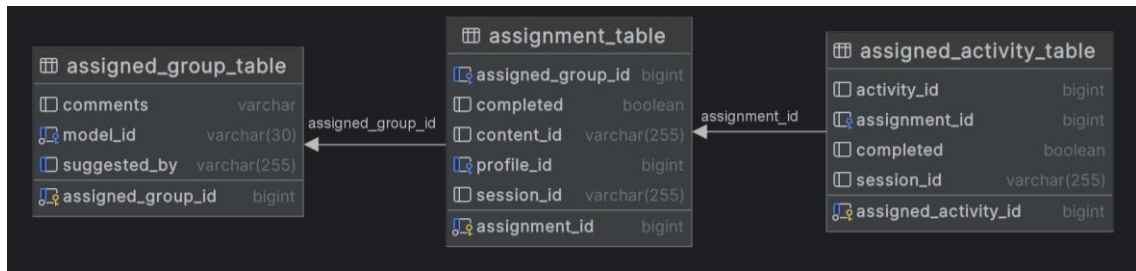 assigned_group_table
comments varchar
model_id varchar(30)
suggested_by varchar(255)
assigned_group_id bigint
assigned_group_id
assignment_table
assigned_group_id bigint
completed boolean
content_id varchar(255)
profile_id bigint
session_id varchar(255)
assignment_id bigint
assignment_id
assigned_activity_table
activity_id bigint
assignment_id bigint
completed boolean
session_id varchar(255)
assigned_activity_id bigint